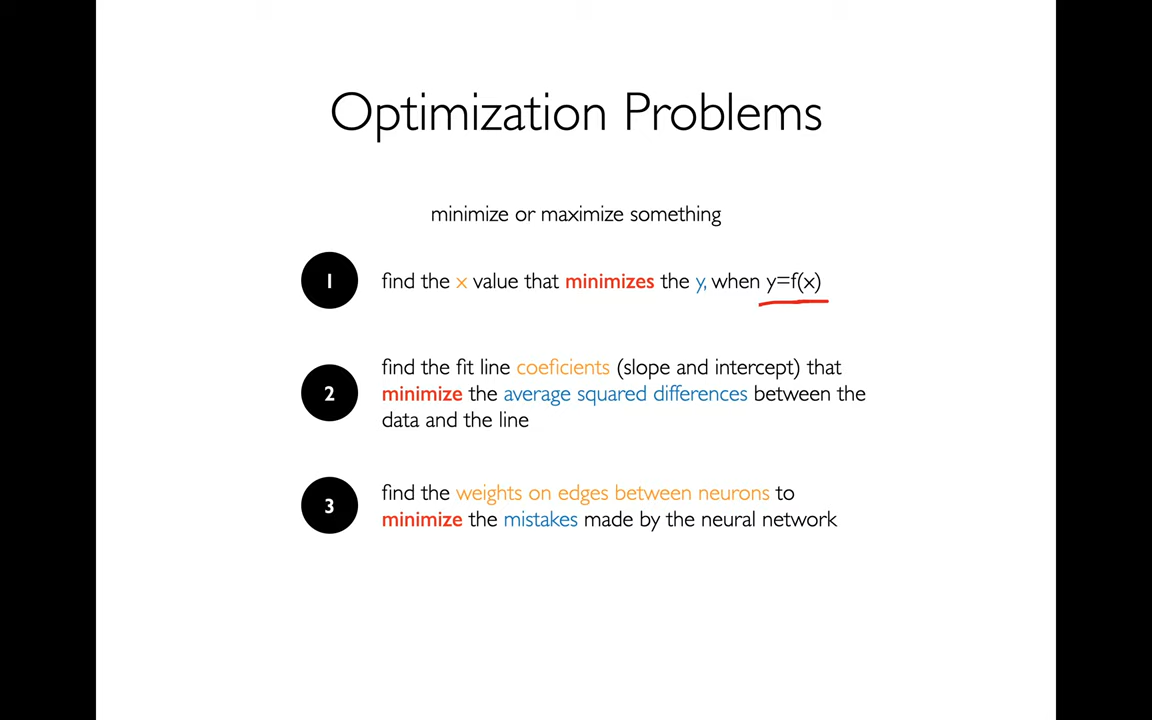 Optimization Problems
minimize or maximize something
1
find the x value that minimizes the y, when y=f(x)
2
find the fit line coeficients (slope and intercept) that
minimize the average squared differences between the
data and the line
3
find the weights on edges between neurons to
minimize the mistakes made by the neural network